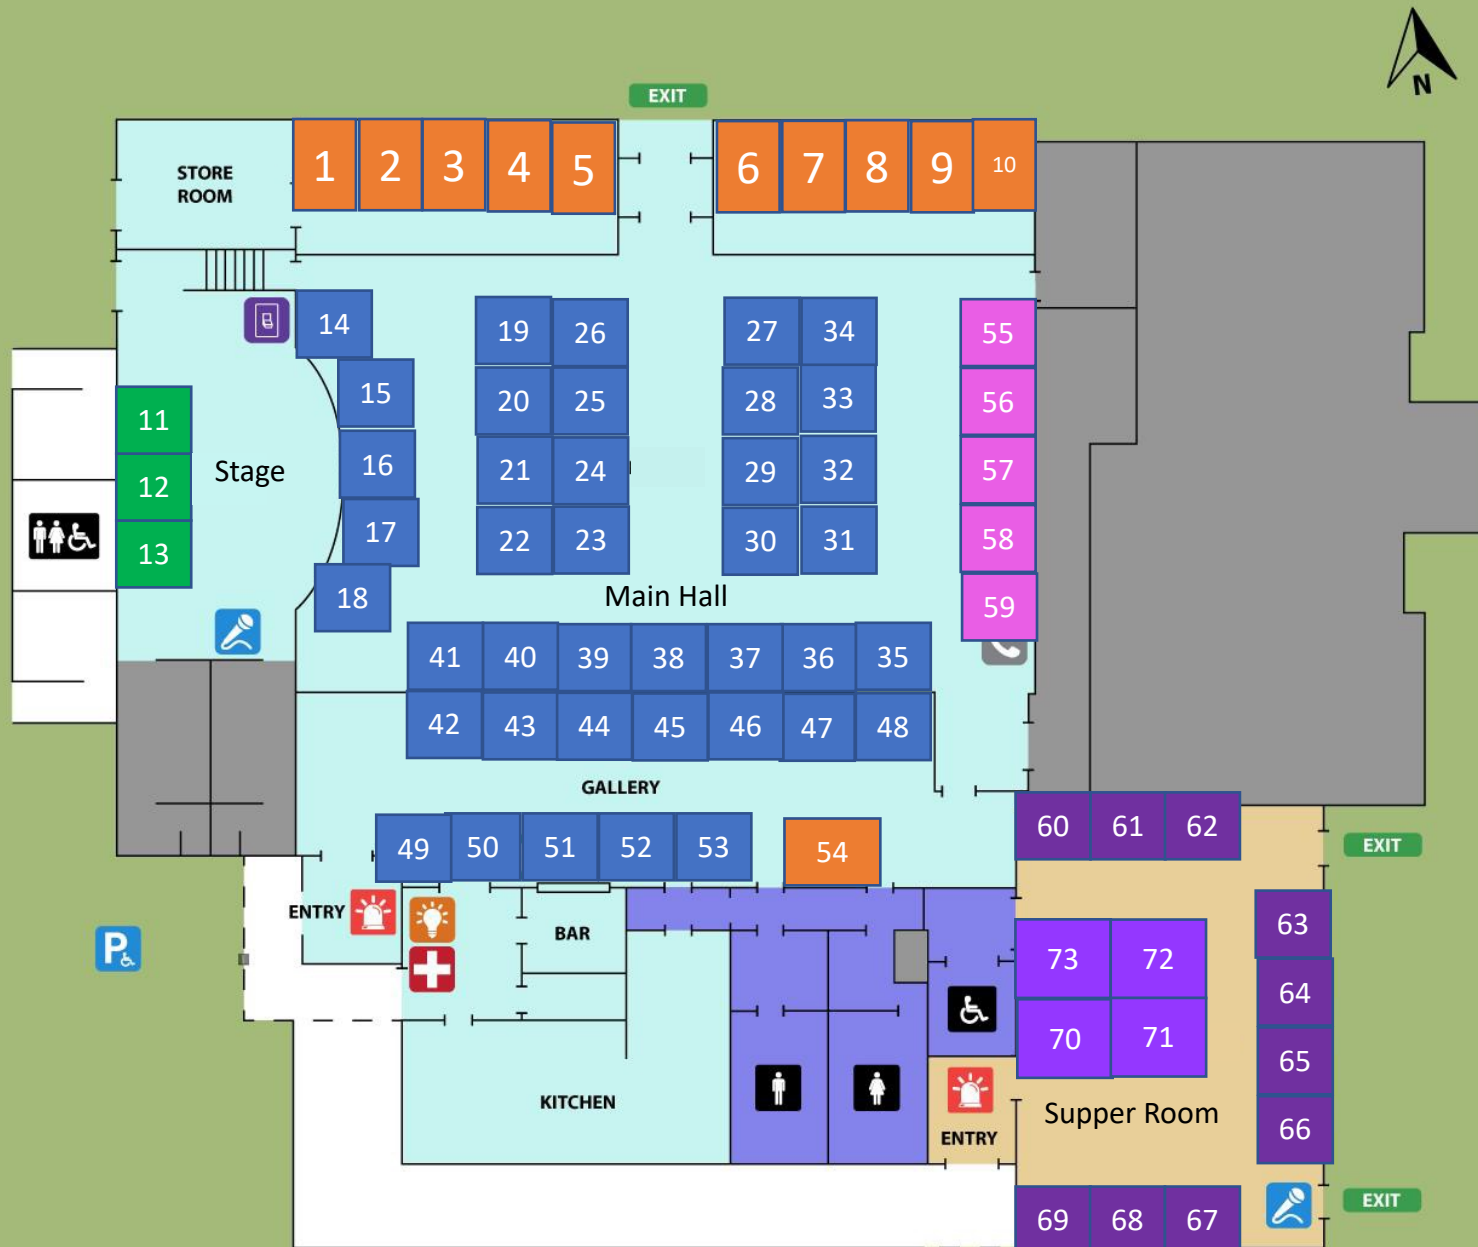 N
EXIT
STORE
ROOM
1 2 3 4 5 6 7 8 9 10
14 19 26 27 34 55
15 20 25 28 33 56
11
16 21 24 29 32 57
Stage
12
17 22 23 30 31 58
13
18 Main Hall 59
41 40 39 38 37 36 35
42 43 44 45 46 47 48
GALLERY
60 61 62
49 50 51 52 53 54 EXIT
ENTRY
BAR
63
P
73 72
64
70 71
65
KITCHEN
Supper Room
66
ENTRY
EXIT
69 68 67